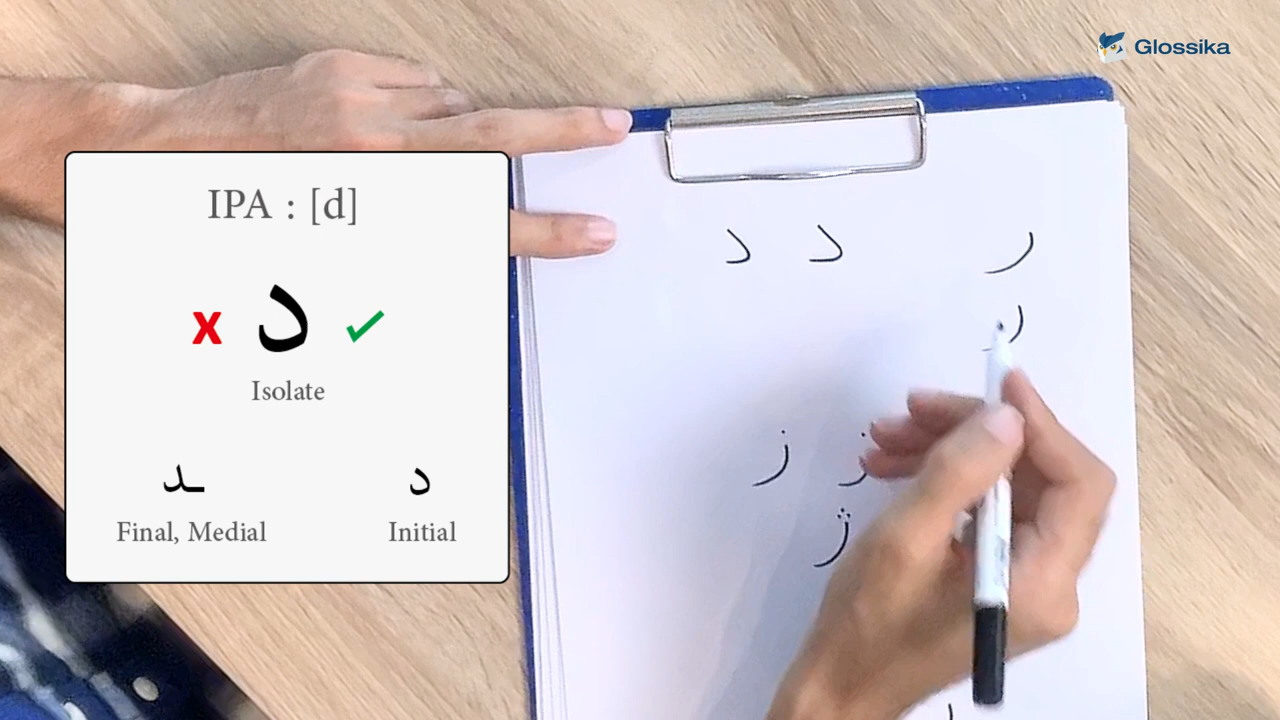 Glossika
IPA : [d]
x د ✓
Isolate
ـد د
Final, Medial Initial
ر د د
ر
ز ز
ژ